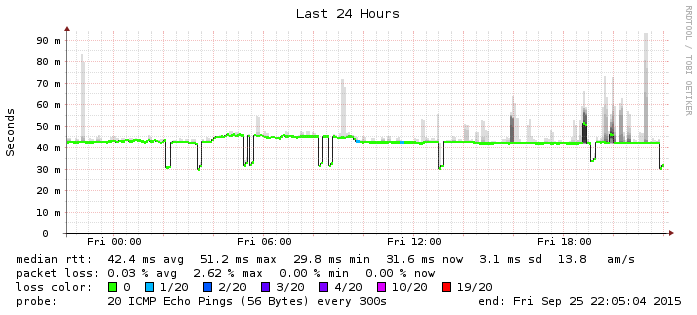 Last 24 Hours
RRDTOOL / TOBI OETIKER
Seconds
90 m
80 m
70 m
60 m
50 m
40 m
30 m
20 m
10 m
0
Fri 00:00 Fri 06:00 Fri 12:00 Fri 18:00
median rtt: 42.4 ms avg 51.2 ms max 29.8 ms min 31.6 ms now 3.1 ms sd 13.8 am/s
packet loss: 0.03 % avg 2.62 % max 0.00 % min 0.00 % now
loss color: 0 1/20 2/20 3/20 4/20 10/20 19/20
probe: 20 ICMP Echo Pings (56 Bytes) every 300s end: Fri Sep 25 22:05:04 2015